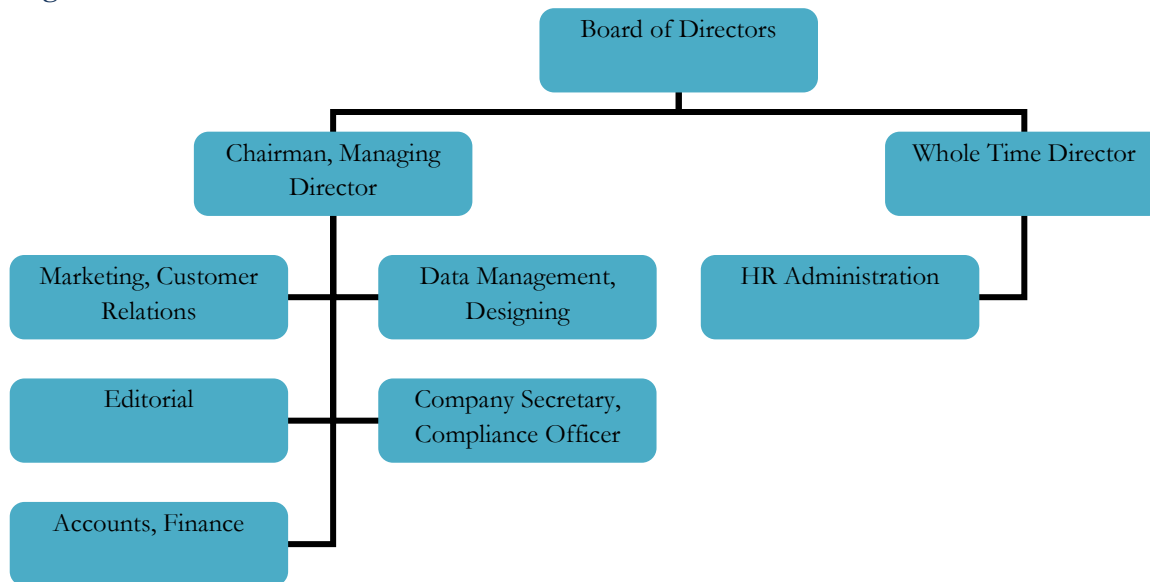 Board of Directors
Chairman, Managing
Director
Whole Time Director
Marketing, Customer
Relations
Data Management,
Designing
HR Administration
Editorial
Company Secretary,
Compliance Officer
Accounts, Finance